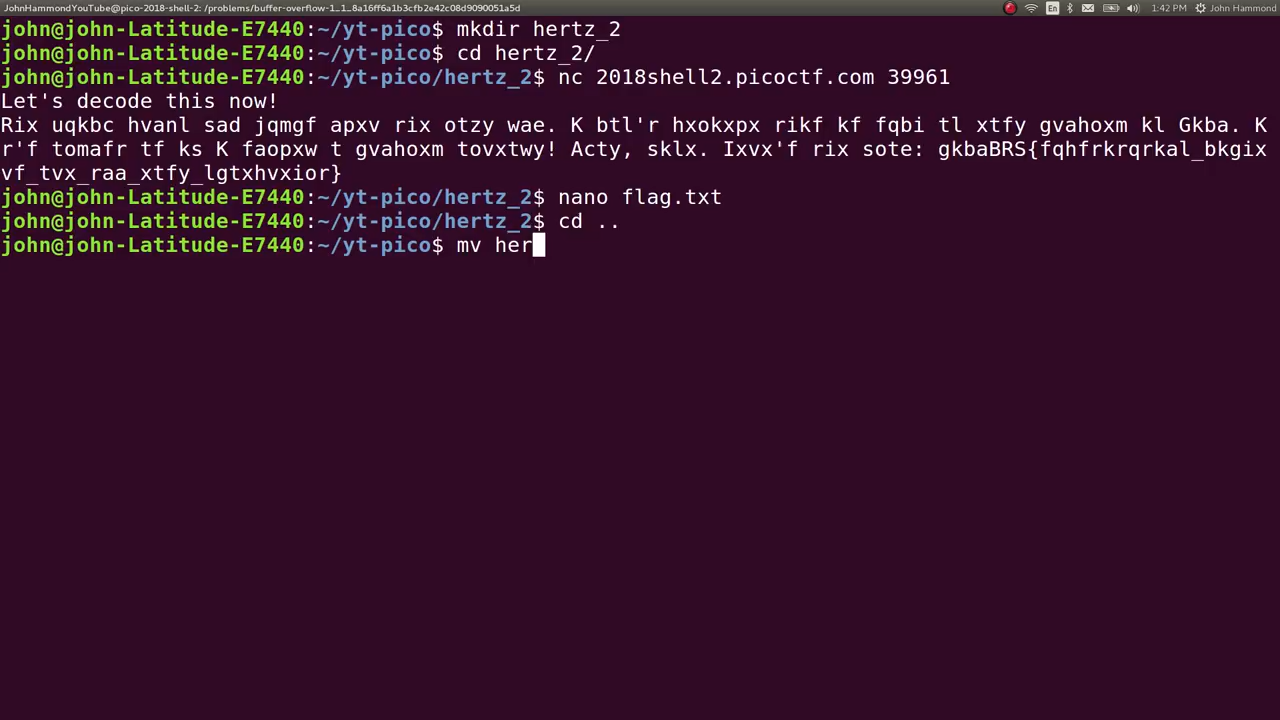 JohnHammondYouTube@pico-2018-shell-2: /problems/buffer-overflow-1_1…8a16ff6a1b3cfb2e42c08d9090051a5d En 1:42 PM John Hammond
john@john-Latitude-E7440:~/yt-pico$ mkdir hertz_2
john@john-Latitude-E7440:~/yt-pico$ cd hertz_2/
john@john-Latitude-E7440:~/yt-pico/hertz_2$ nc 2018shell2.picoctf.com 39961
Let's decode this now!
Rix uqkbc hvanl sad jqmgf apxv rix otzy wae. K btl'r hxokxpx rikf kf fqbi tl xtfy gvahoxm kl Gkba. K
r'f tomafr tf ks K faopxw t gvahoxm tovxtwy! Acty, sklx. Ixvx'f rix sote: gkbaBRS{fqhfrkrqrkal_bkgix
vf_tvx_raa_xtfy_lgtxhvxior}
john@john-Latitude-E7440:~/yt-pico/hertz_2$ nano flag.txt
john@john-Latitude-E7440:~/yt-pico/hertz_2$ cd ..
john@john-Latitude-E7440:~/yt-pico$ mv her